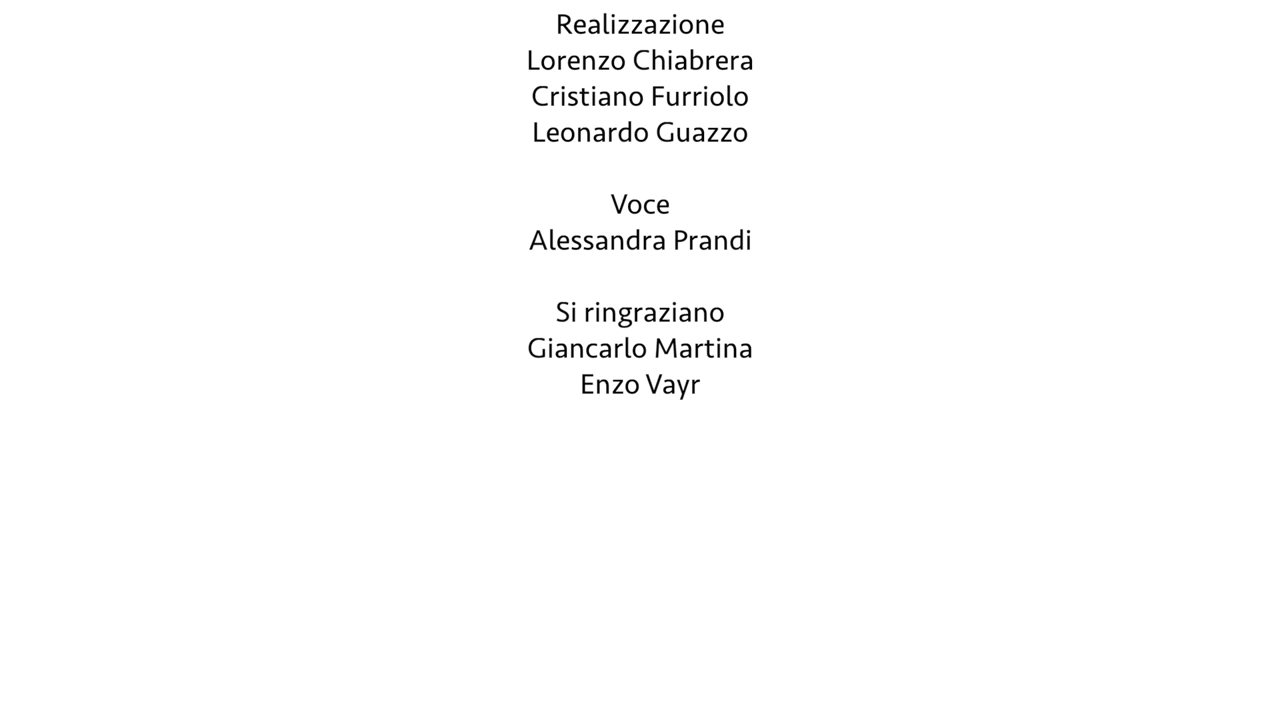 Realizzazione
Lorenzo Chiabrera
Cristiano Furriolo
Leonardo Guazzo
Voce
Alessandra Prandi
Si ringraziano
Giancarlo Martina
Enzo Vayr